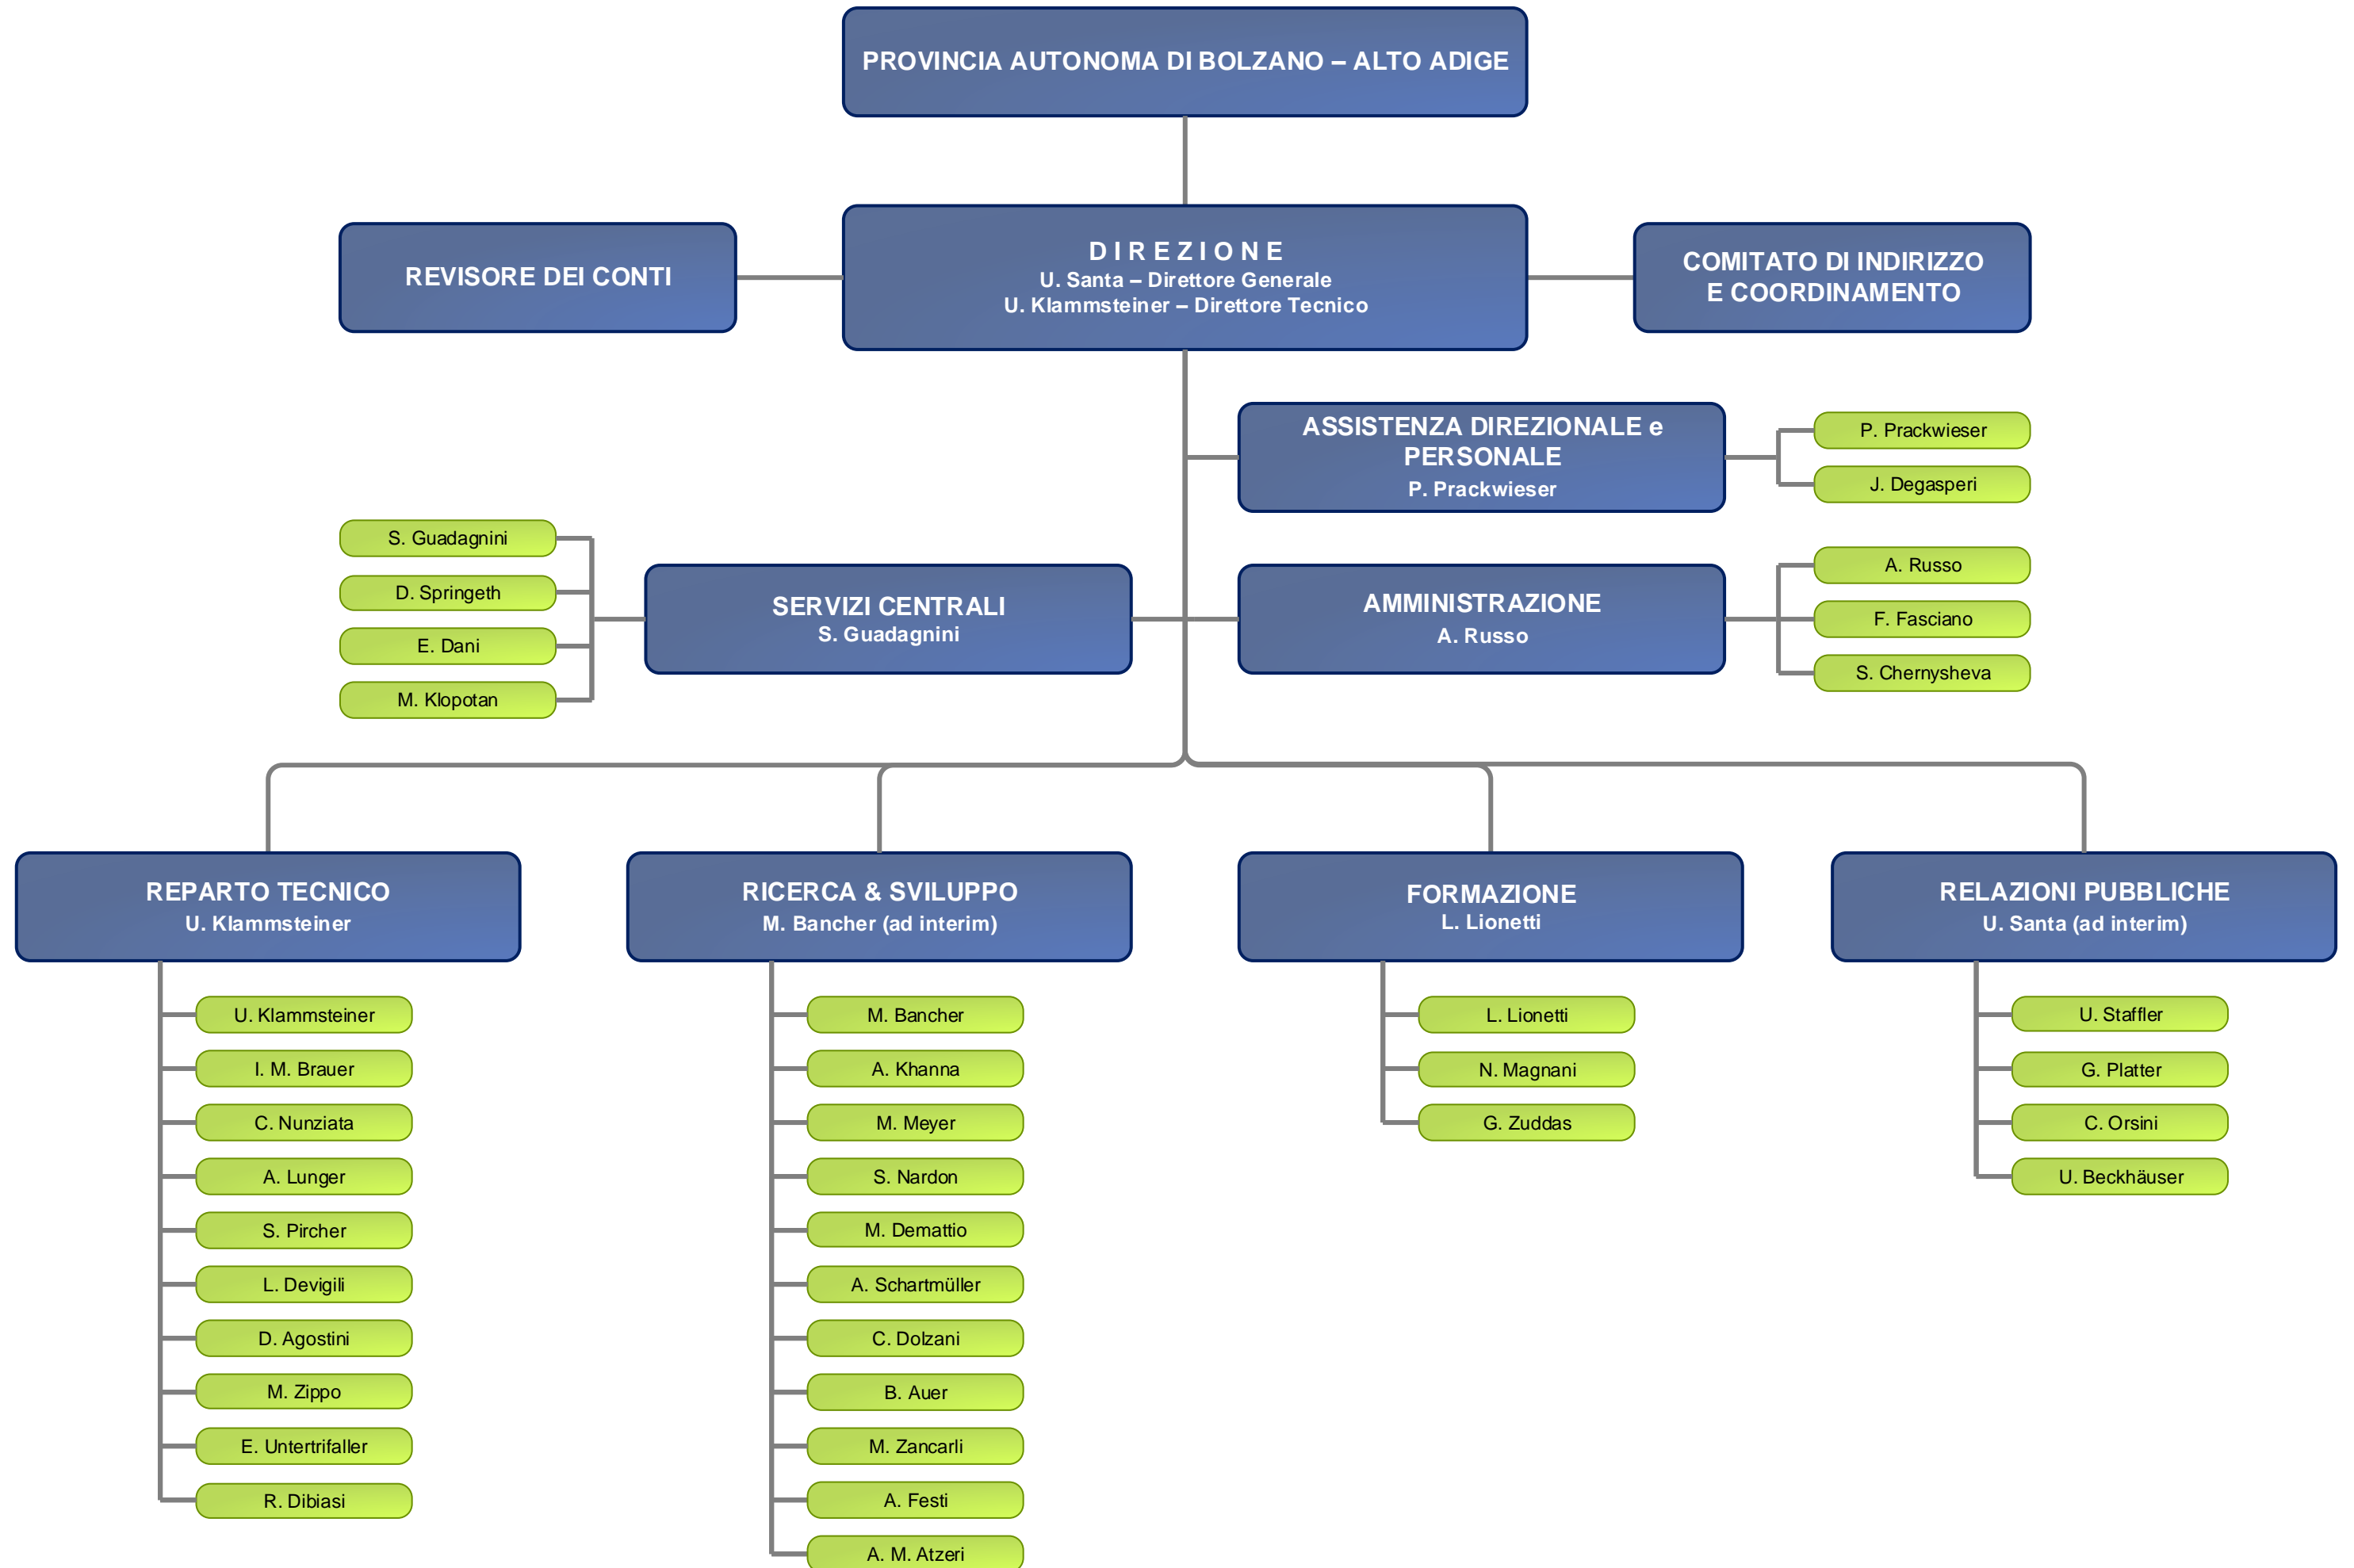 PROVINCIA AUTONOMA DI BOLZANO – ALTO ADIGE
REVISORE DEI CONTI
D I R E Z I O N E
U. Santa – Direttore Generale
U. Klammsteiner – Direttore Tecnico
COMITATO DI INDIRIZZO
E COORDINAMENTO
ASSISTENZA DIREZIONALE e
PERSONALE
P. Prackwieser
P. Prackwieser
J. Degasperi
S. Guadagnini
D. Springeth
E. Dani
M. Klopotan
SERVIZI CENTRALI
S. Guadagnini
AMMINISTRAZIONE
A. Russo
A. Russo
F. Fasciano
S. Chernysheva
REPARTO TECNICO
U. Klammsteiner
U. Klammsteiner
I. M. Brauer
C. Nunziata
A. Lunger
S. Pircher
L. Devigili
D. Agostini
M. Zippo
E. Untertrifaller
R. Dibiasi
RICERCA & SVILUPPO
M. Bancher (ad interim)
M. Bancher
A. Khanna
M. Meyer
S. Nardon
M. Demattio
A. Schartmüller
C. Dolzani
B. Auer
M. Zancarli
A. Festi
A. M. Atzeri
FORMAZIONE
L. Lionetti
L. Lionetti
N. Magnani
G. Zuddas
RELAZIONI PUBBLICHE
U. Santa (ad interim)
U. Staffler
G. Platter
C. Orsini
U. Beckhäuser